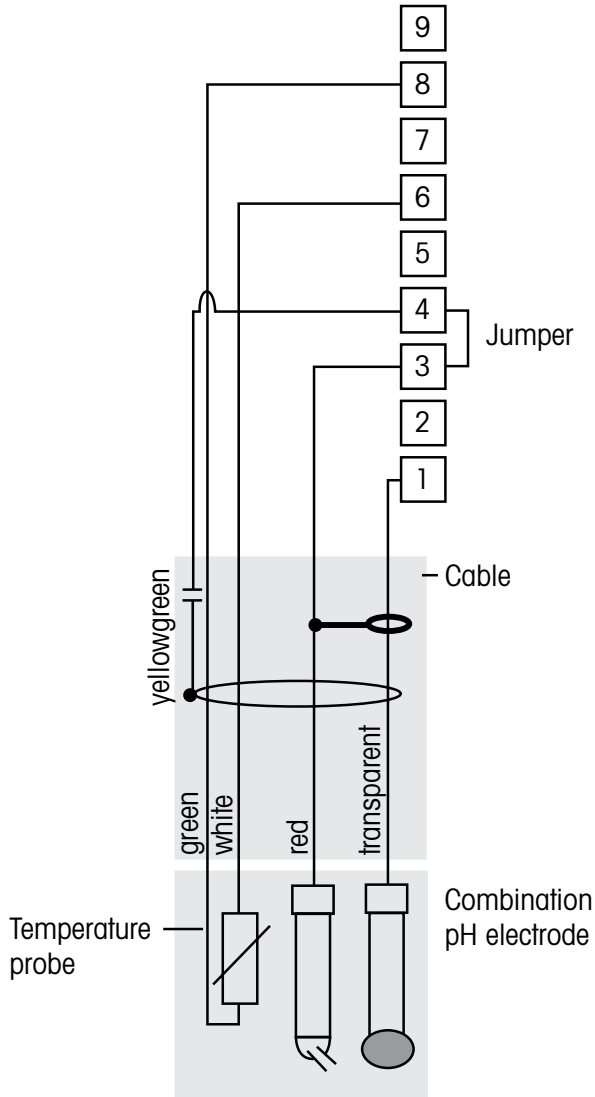 9
8
7
6
5
4
Jumper
3
2
1
Cable
yellowgreen
green
white
red
transparent
Combination
pH electrode
Temperature
probe